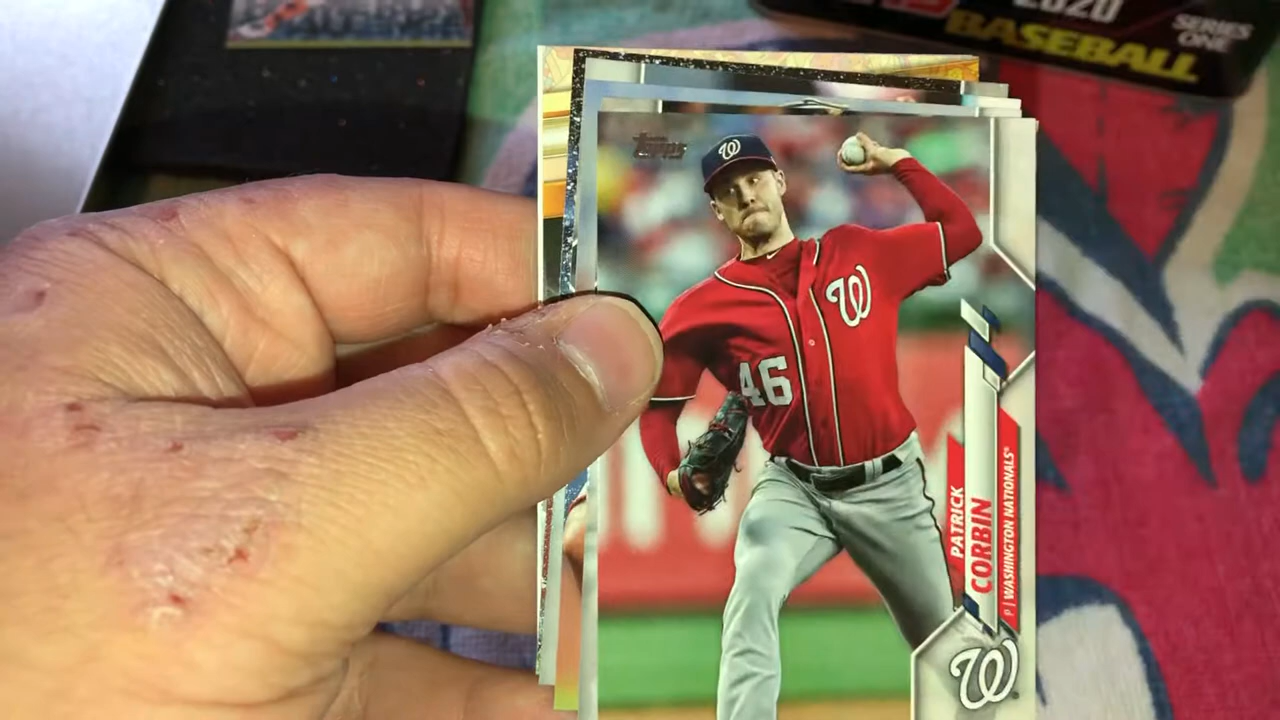 2020
SERIES
ONE
BASEBALL
Topps
W
W
46
PATRICK
CORBIN
P | WASHINGTON NATIONALS®
W